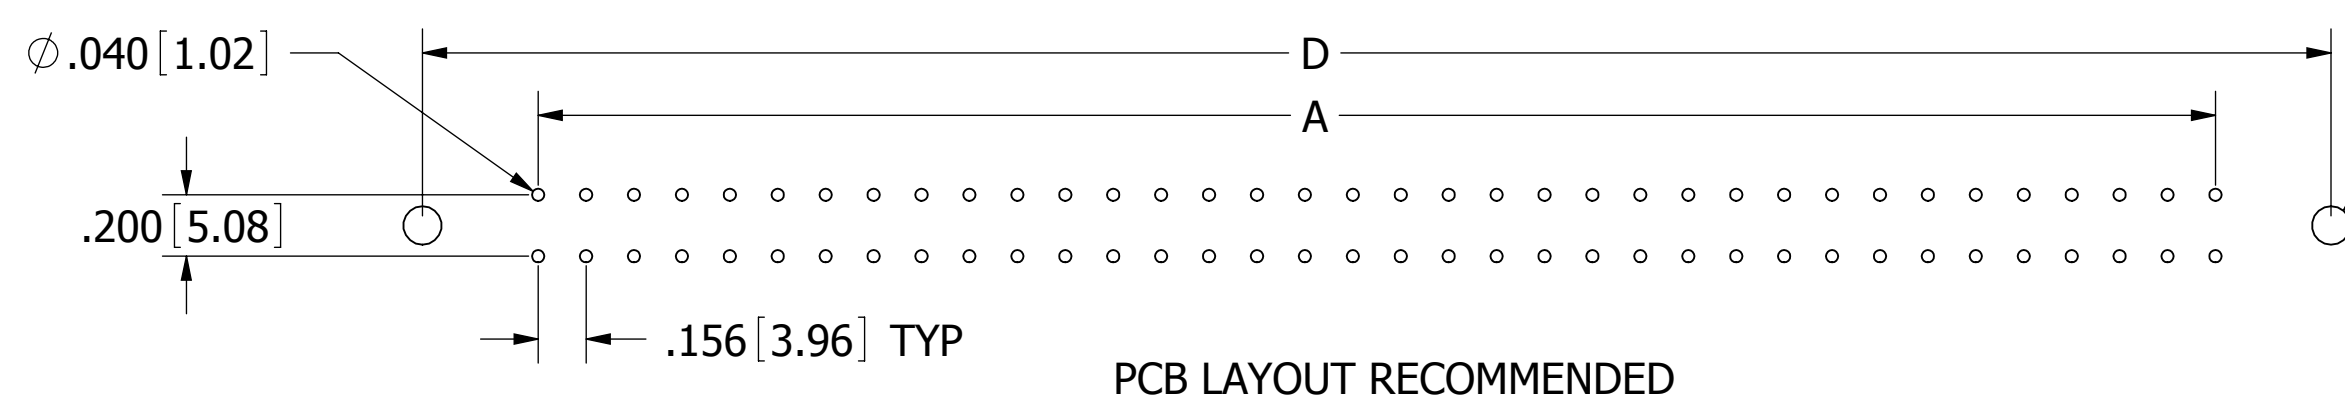 D
⌀.040[1.02]
A
.200[5.08]
.156[3.96] TYP
PCB LAYOUT RECOMMENDED